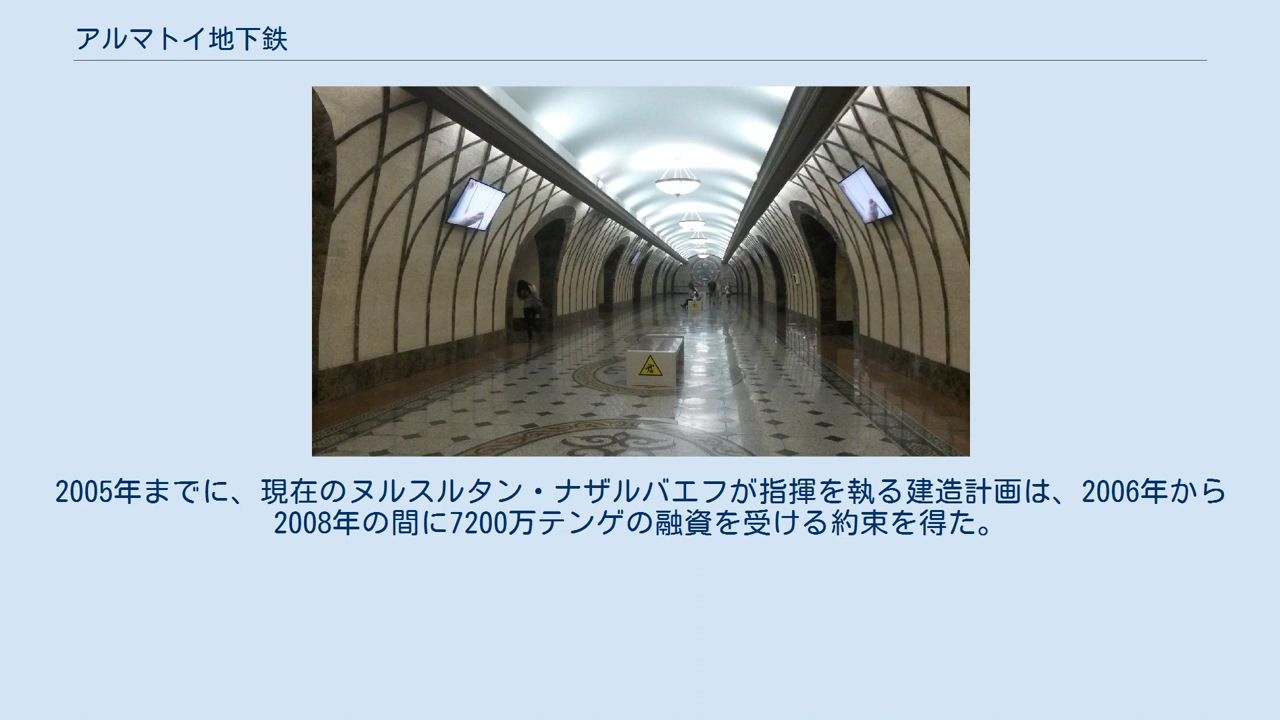 アルマトイ地下鉄
2005年までに、現在のヌルスルタン・ナザルバエフが指揮を執る建造計画は、2006年から
2008年の間に7200万テンゲの融資を受ける約束を得た。